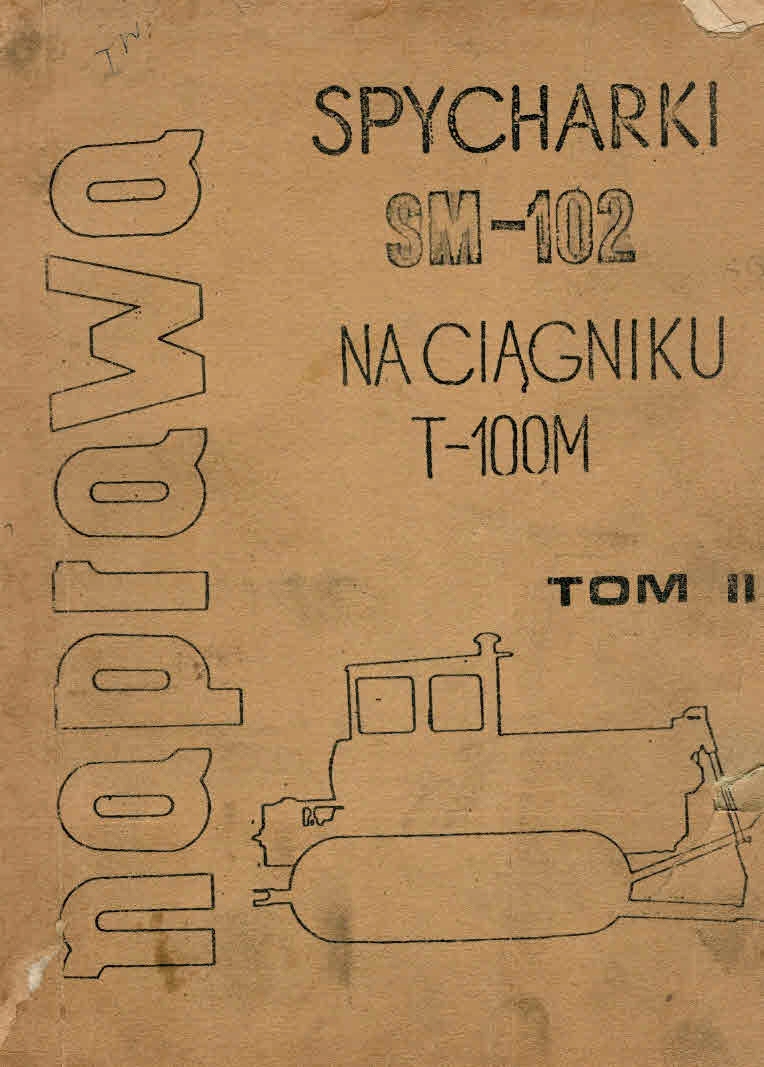 naprawa
SPYCHARKI
SM-102
NA CIĄGNIKU
T-100M
TOM II